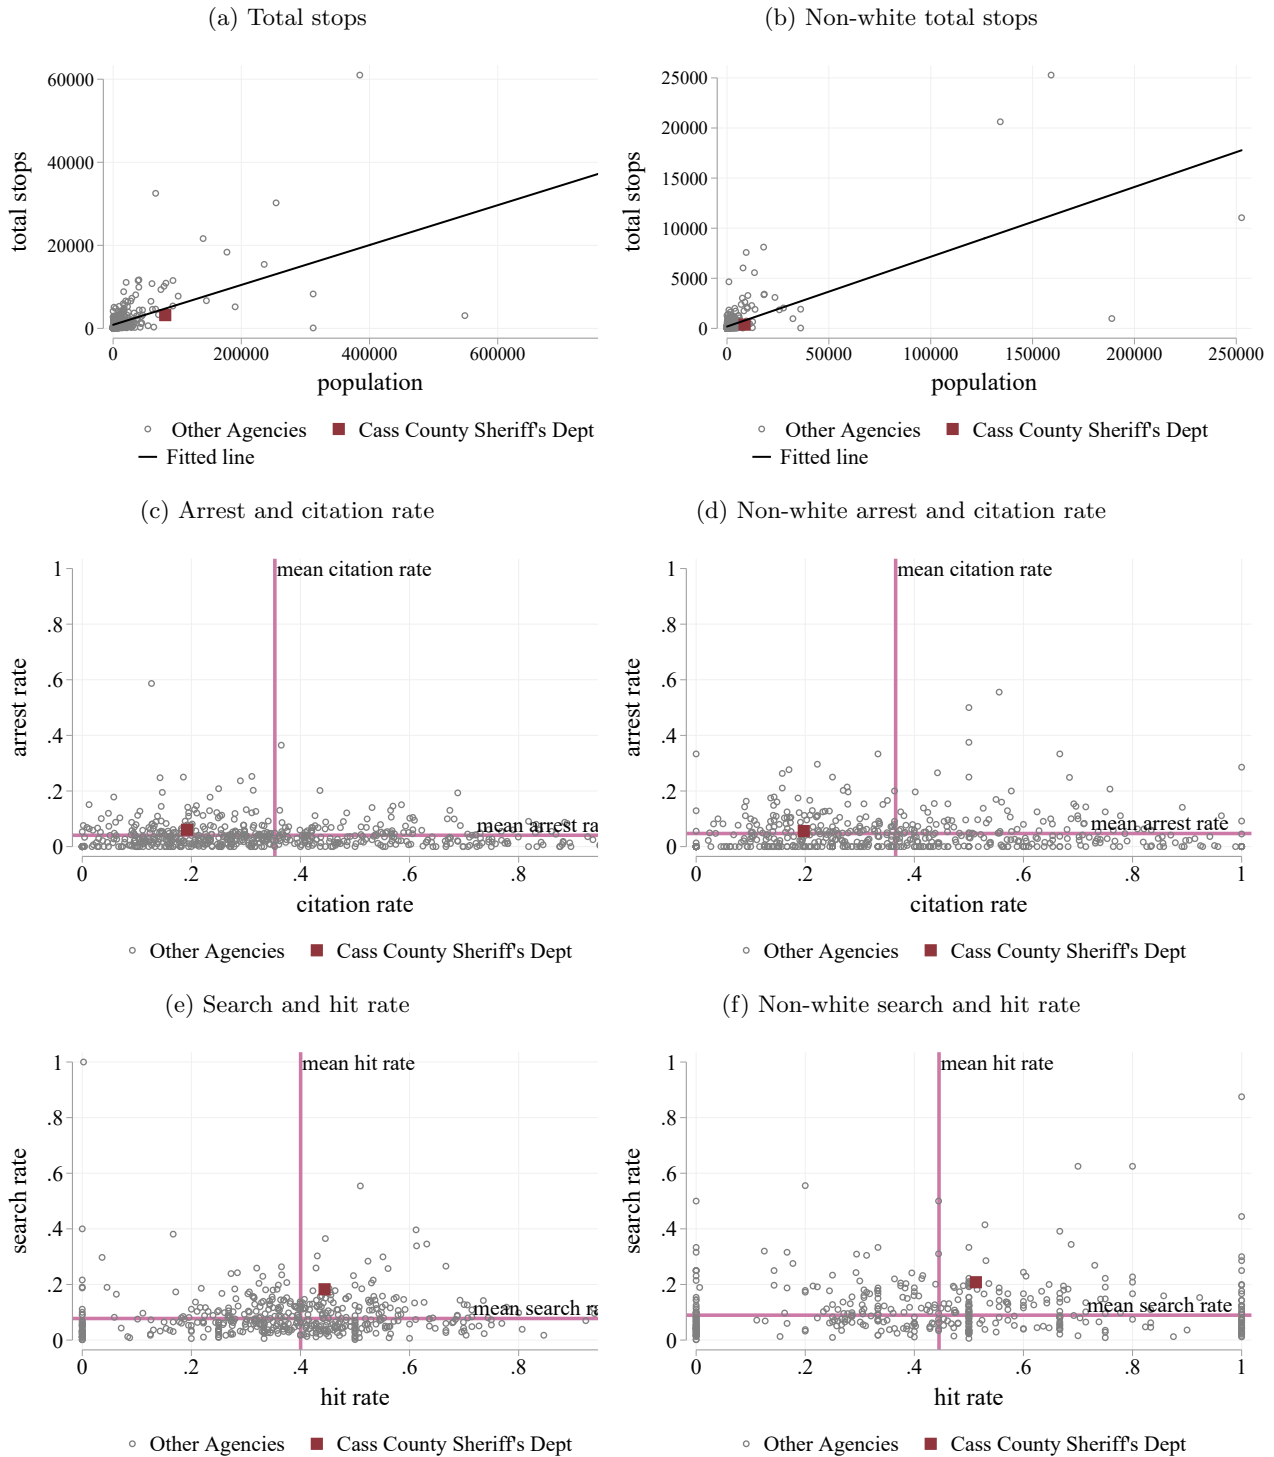 (a) Total stops
(b) Non-white total stops
60000
40000
20000
0
total stops
0 200000 400000 600000
population
Other Agencies Cass County Sheriff's Dept
Fitted line
25000
20000
15000
10000
5000
0
total stops
0 50000 100000 150000 200000 250000
population
Other Agencies Cass County Sheriff's Dept
Fitted line
(c) Arrest and citation rate
(d) Non-white arrest and citation rate
1
.8
.6
.4
.2
0
arrest rate
mean citation rate
mean arrest ra
0 .2 .4 .6 .8
citation rate
Other Agencies Cass County Sheriff's Dept
1
.8
.6
.4
.2
0
arrest rate
mean citation rate
mean arrest rate
0 .2 .4 .6 .8 1
citation rate
Other Agencies Cass County Sheriff's Dept
(e) Search and hit rate
(f) Non-white search and hit rate
1
.8
.6
.4
.2
0
search rate
mean hit rate
mean search ra
0 .2 .4 .6 .8
hit rate
Other Agencies Cass County Sheriff's Dept
1
.8
.6
.4
.2
0
search rate
mean hit rate
mean search rate
0 .2 .4 .6 .8 1
hit rate
Other Agencies Cass County Sheriff's Dept